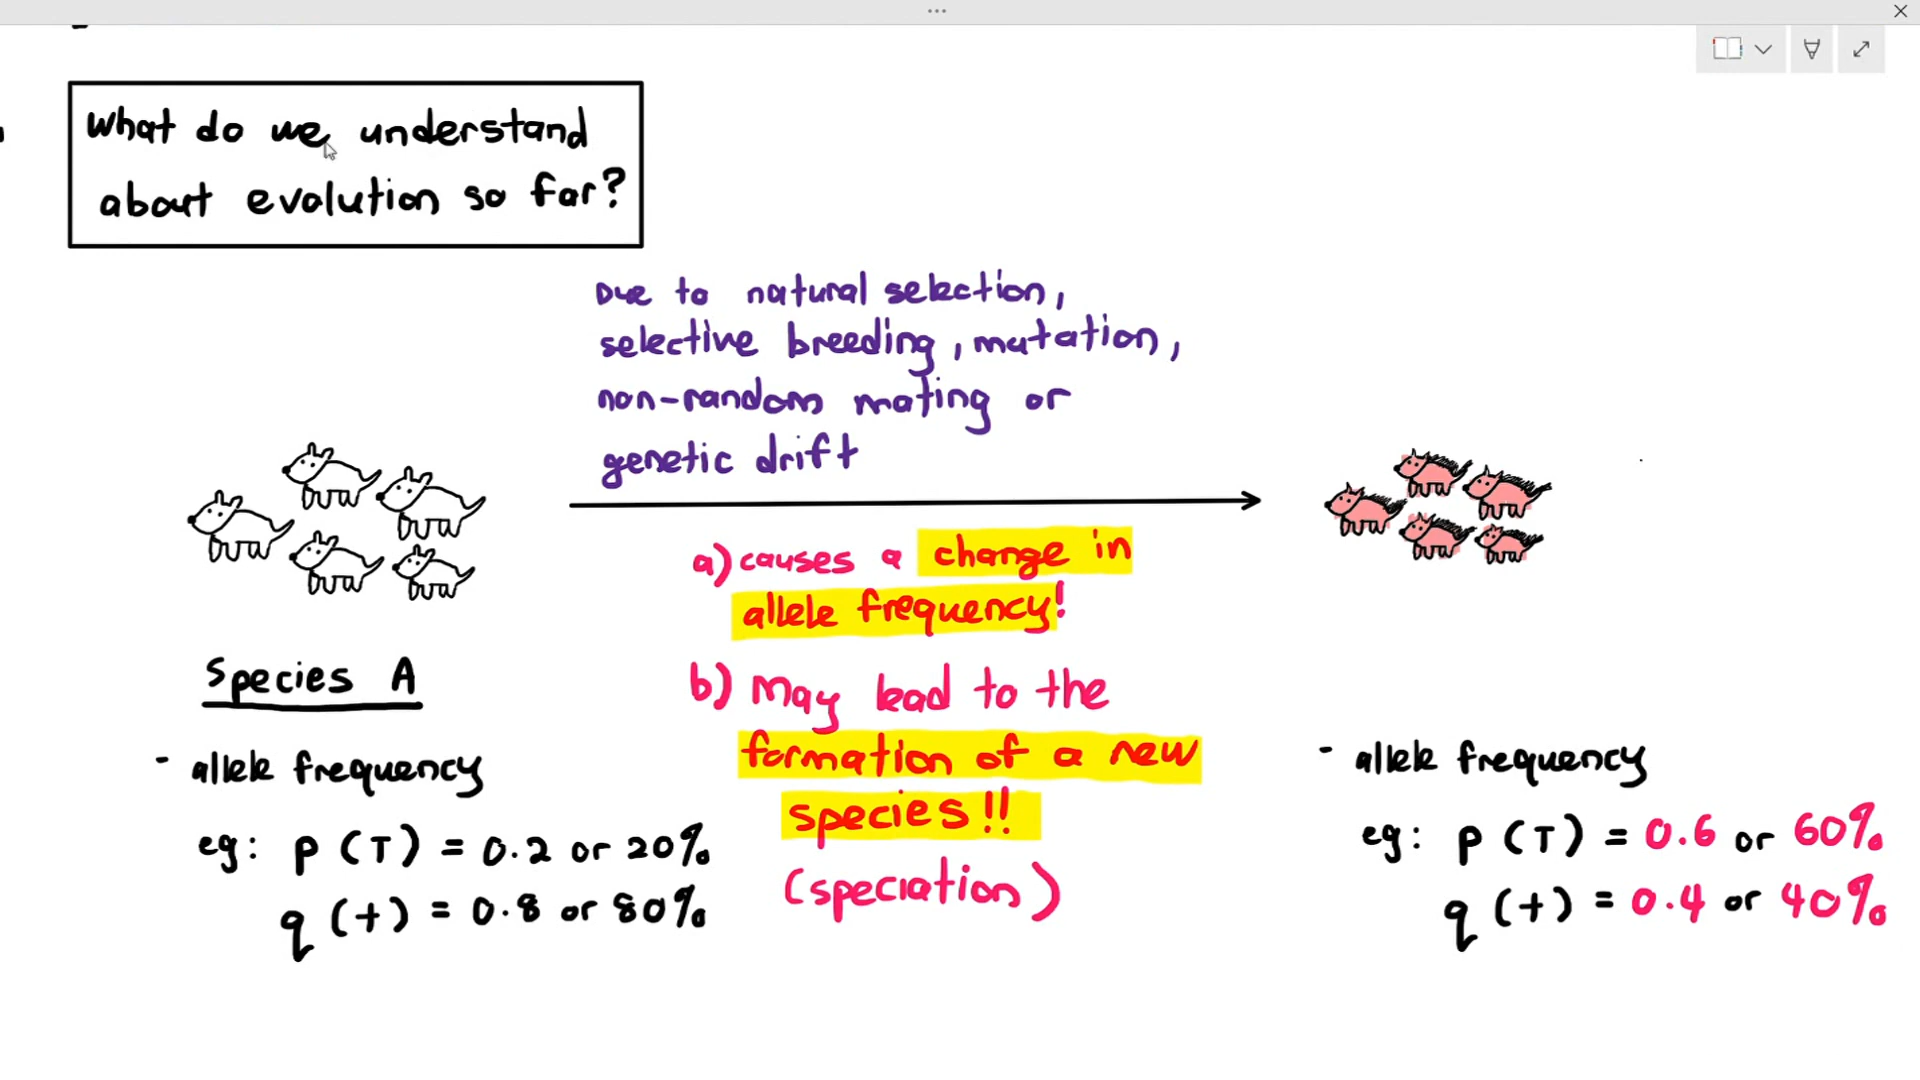 What do we understand
about evolution so far?
Due to natural selection,
selective breeding, mutation,
non-random mating or
genetic drift
a) causes a change in
allele frequency!
b) May lead to the
formation of a new
species!!
(speciation)
Species A
- allele frequency
eg: p (T) = 0.2 or 20%
q (t) = 0.8 or 80%
- allele frequency
eg: p (T) = 0.6 or 60%
q (t) = 0.4 or 40%